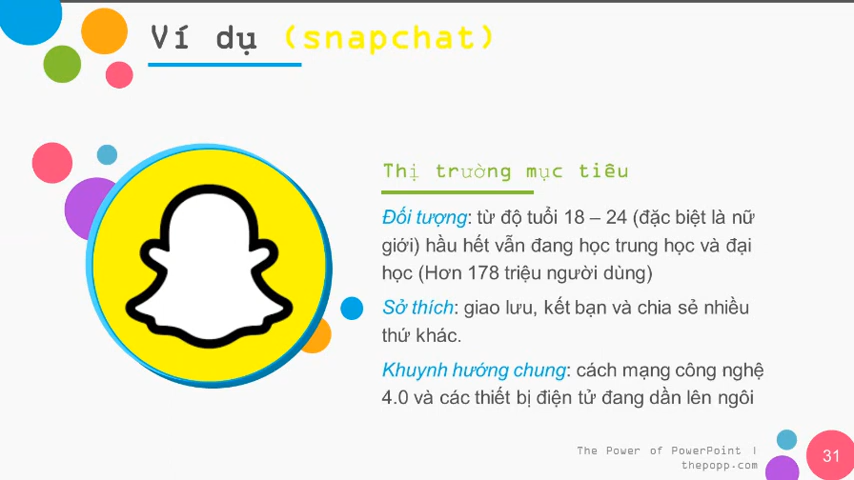 Ví dụ (snapchat)
Thị trường mục tiêu
Đối tượng: từ độ tuổi 18 – 24 (đặc biệt là nữ
giới) hầu hết vẫn đang học trung học và đại
học (Hơn 178 triệu người dùng)
Sở thích: giao lưu, kết bạn và chia sẻ nhiều
thứ khác.
Khuynh hướng chung: cách mạng công nghệ
4.0 và các thiết bị điện tử đang dần lên ngôi
The Power of PowerPoint |
thepopp.com
31